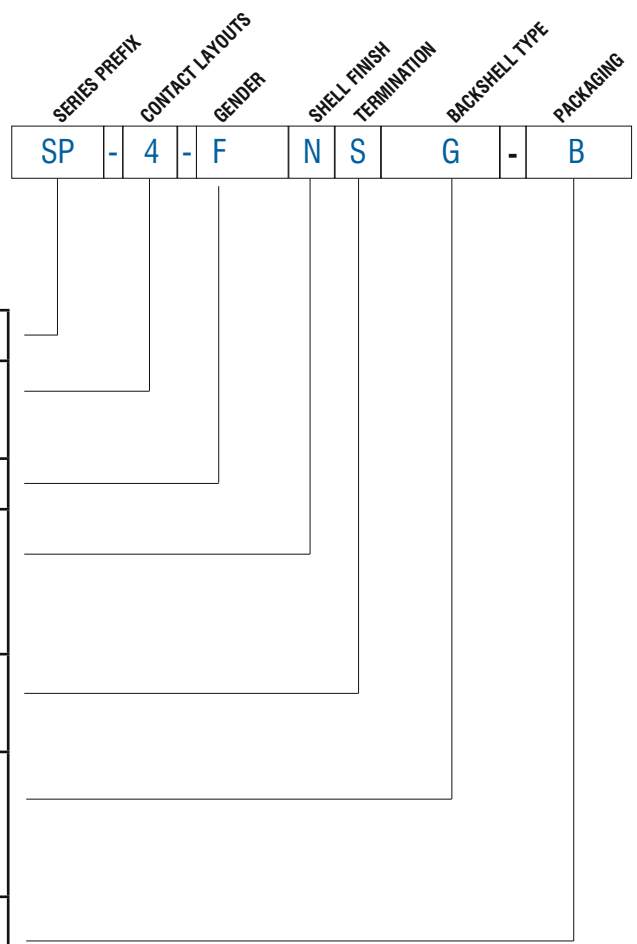 SERIES PREFIX
CONTACT LAYOUTS
GENDER
SHELL FINISH
TERMINATION
BACKSHELL TYPE
PACKAGING
SP - 4 - F N S G - B